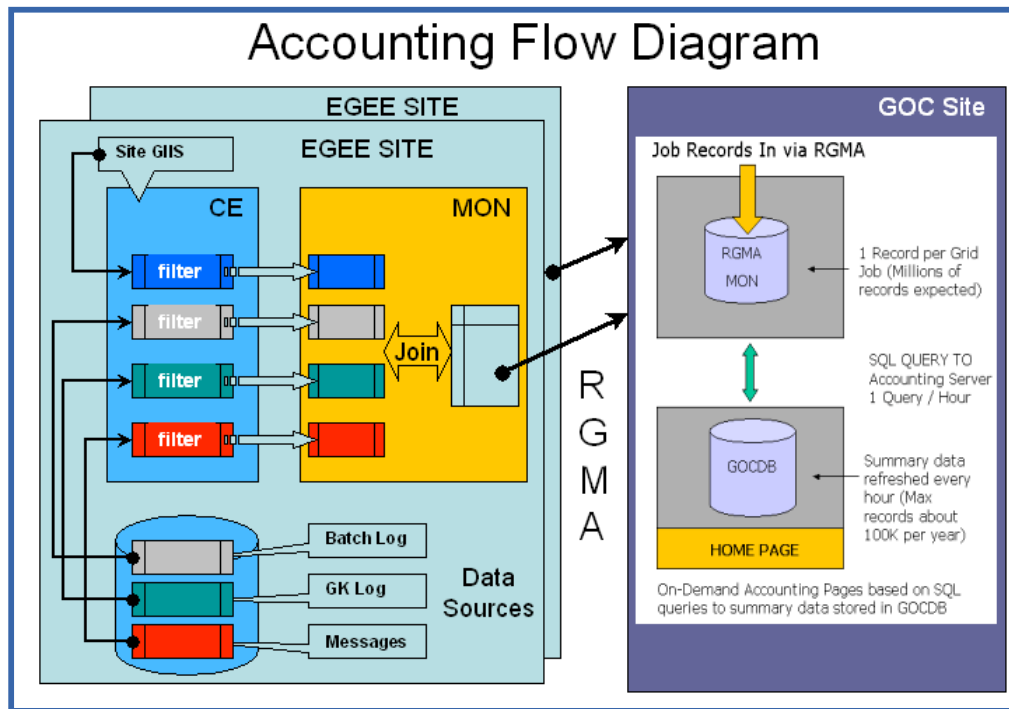 Accounting Flow Diagram
EGEE SITE
EGEE SITE
Site GIIS
CE
MON
filter
filter
filter
filter
Join
Batch Log
GK Log
Messages
Data
Sources
R
G
M
A
GOC Site
Job Records In via RGMA
RGMA
MON
1 Record per Grid
Job (Millions of
records expected)
SQL QUERY TO
Accounting Server
1 Query / Hour
GOCDB
Summary data
refreshed every
hour (Max
records about
100K per year)
HOME PAGE
On-Demand Accounting Pages based on SQL
queries to summary data stored in GOCDB